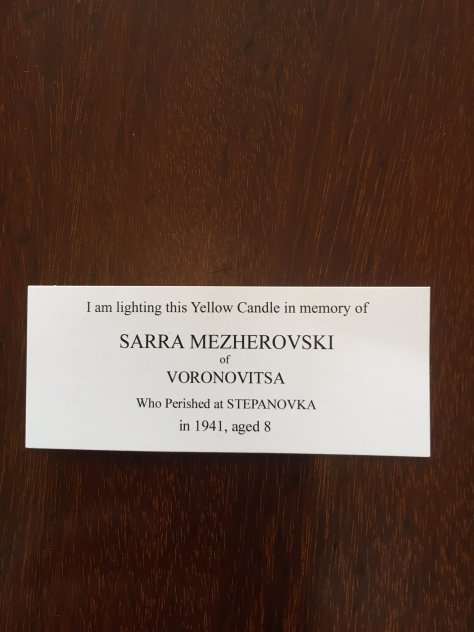 I am lighting this Yellow Candle in memory of
SARRA MEZHEROVSKI
of
VORONOVITSA
Who Perished at STEPANOVKA
in 1941, aged 8